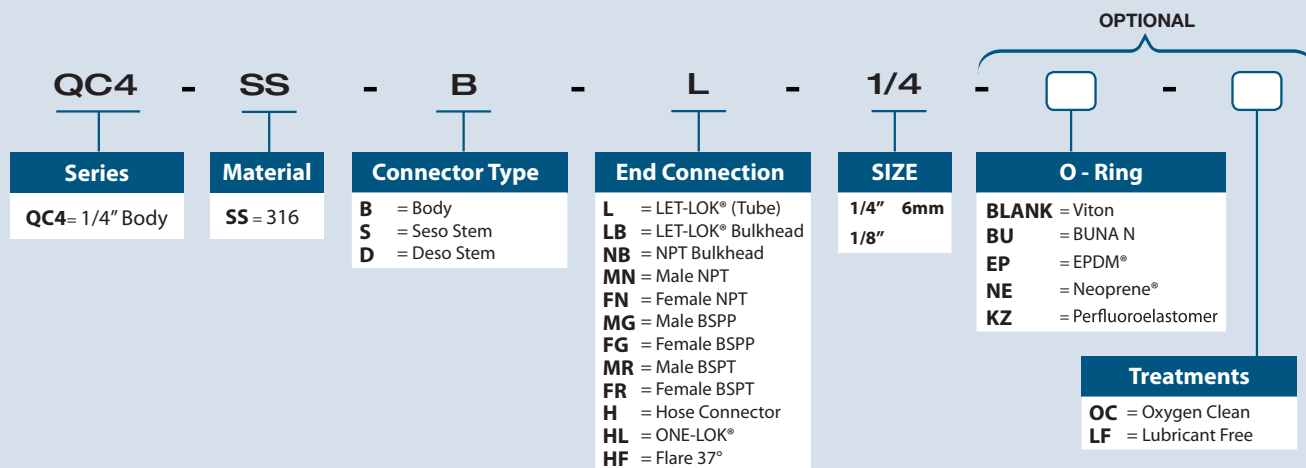 OPTIONAL
QC4 - SS - B - L - 1/4 - -
Series
QC4= 1/4” Body
Material
SS = 316
Connector Type
B = Body
S = Seso Stem
D = Deso Stem
End Connection
L = LET-LOK® (Tube)
LB = LET-LOK® Bulkhead
NB = NPT Bulkhead
MN = Male NPT
FN = Female NPT
MG = Male BSPP
FG = Female BSPP
MR = Male BSPT
FR = Female BSPT
H = Hose Connector
HL = ONE-LOK®
HF = Flare 37°
SIZE
1/4” 6mm
1/8”
O - Ring
BLANK = Viton
BU = BUNA N
EP = EPDM®
NE = Neoprene®
KZ = Perfluoroelastomer
Treatments
OC = Oxygen Clean
LF = Lubricant Free